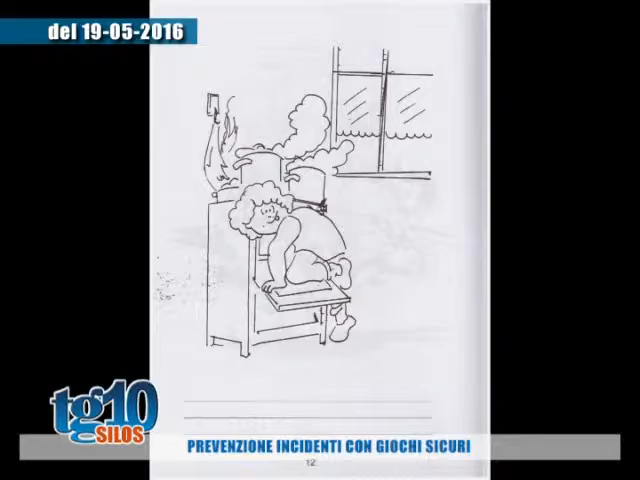 del 19-05-2016
tg10
SILOS
PREVENZIONE INCIDENTI CON GIOCHI SICURI
12